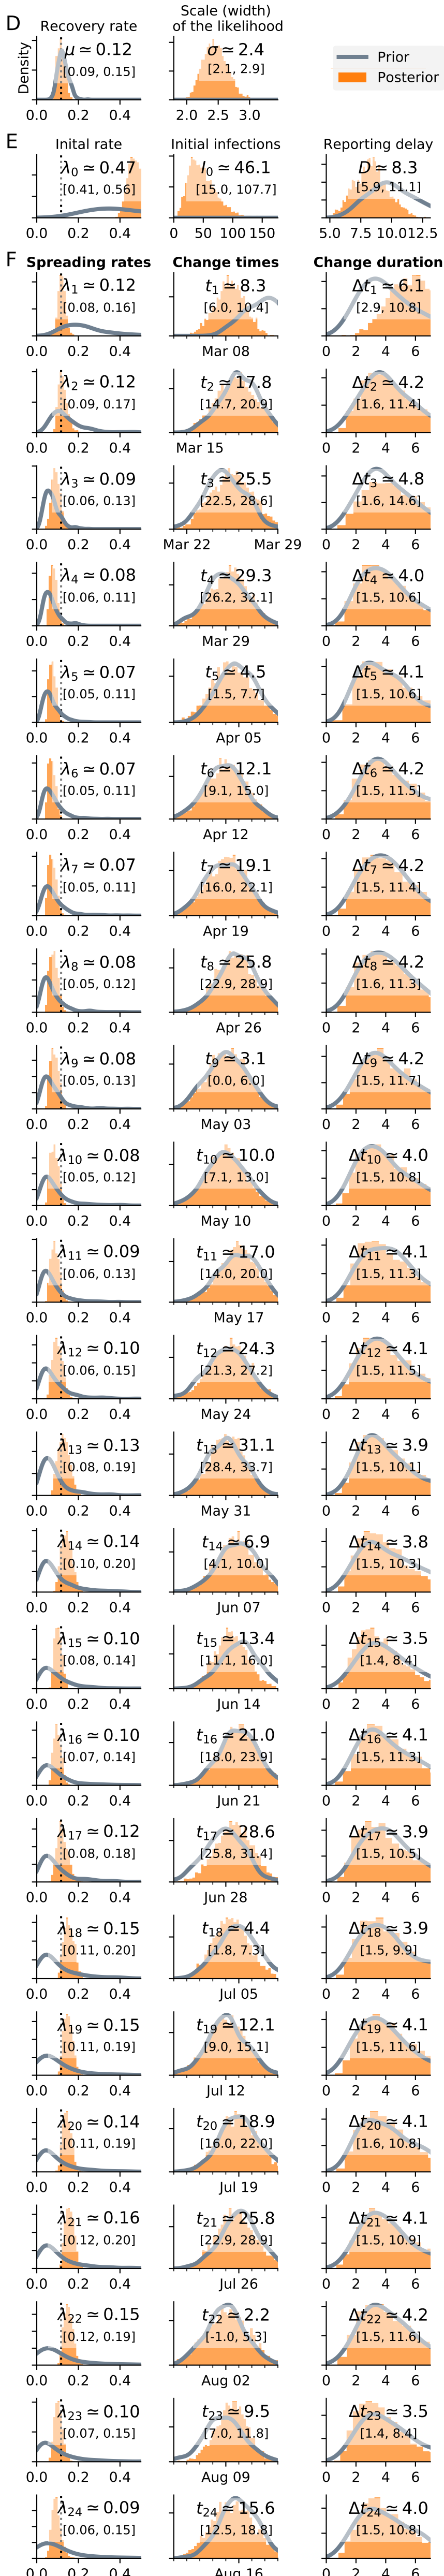 D
Recovery rate
Scale (width)
of the likelihood
Density
μ ≃ 0.12
[0.09, 0.15]
σ ≃ 2.4
[2.1, 2.9]
Prior
Posterior
0.0 0.2 0.4
2.0 2.5 3.0
E
Inital rate
Initial infections
Reporting delay
λ0 ≃ 0.47
[0.41, 0.56]
I0 ≃ 46.1
[15.0, 107.7]
D ≃ 8.3
[5.9, 11.1]
0.0 0.2 0.4
0 50 100 150
5.0 7.5 10.0 12.5
F
Spreading rates
Change times
Change duration
λ1 ≃ 0.12
[0.08, 0.16]
t1 ≃ 8.3
[6.0, 10.4]
Δt1 ≃ 6.1
[2.9, 10.8]
0.0 0.2 0.4
Mar 08
2 4 6
λ2 ≃ 0.12
[0.09, 0.17]
t2 ≃ 17.8
[14.7, 20.9]
Δt2 ≃ 4.2
[1.6, 11.4]
0.0 0.2 0.4
Mar 15
0 2 4 6
λ3 ≃ 0.09
[0.06, 0.13]
t3 ≃ 25.5
[22.5, 28.6]
Δt3 ≃ 4.8
[1.6, 14.6]
0.0 0.2 0.4
Mar 22 Mar 29
0 2 4 6
λ4 ≃ 0.08
[0.06, 0.11]
t4 ≃ 29.3
[26.2, 32.1]
Δt4 ≃ 4.0
[1.5, 10.6]
0.0 0.2 0.4
Mar 29
0 2 4 6
λ5 ≃ 0.07
[0.05, 0.11]
t5 ≃ 4.5
[1.5, 7.7]
Δt5 ≃ 4.1
[1.5, 10.6]
0.0 0.2 0.4
Apr 05
0 2 4 6
λ6 ≃ 0.07
[0.05, 0.11]
t6 ≃ 12.1
[9.1, 15.0]
Δt6 ≃ 4.2
[1.5, 11.5]
0.0 0.2 0.4
Apr 12
0 2 4 6
λ7 ≃ 0.07
[0.05, 0.11]
t7 ≃ 19.1
[16.0, 22.1]
Δt7 ≃ 4.2
[1.5, 11.4]
0.0 0.2 0.4
Apr 19
0 2 4 6
λ8 ≃ 0.08
[0.05, 0.12]
t8 ≃ 25.8
[22.9, 28.9]
Δt8 ≃ 4.2
[1.6, 11.3]
0.0 0.2 0.4
Apr 26
0 2 4 6
λ9 ≃ 0.08
[0.05, 0.13]
t9 ≃ 3.1
[0.0, 6.0]
Δt9 ≃ 4.2
[1.5, 11.7]
0.0 0.2 0.4
May 03
0 2 4 6
λ10 ≃ 0.08
[0.05, 0.12]
t10 ≃ 10.0
[7.1, 13.0]
Δt10 ≃ 4.0
[1.5, 10.8]
0.0 0.2 0.4
May 10
0 2 4 6
λ11 ≃ 0.09
[0.06, 0.13]
t11 ≃ 17.0
[14.0, 20.0]
Δt11 ≃ 4.1
[1.5, 11.3]
0.0 0.2 0.4
May 17
0 2 4 6
λ12 ≃ 0.10
[0.06, 0.15]
t12 ≃ 24.3
[21.3, 27.2]
Δt12 ≃ 4.1
[1.5, 11.5]
0.0 0.2 0.4
May 24
0 2 4 6
λ13 ≃ 0.13
[0.08, 0.19]
t13 ≃ 31.1
[28.4, 33.7]
Δt13 ≃ 3.9
[1.5, 10.1]
0.0 0.2 0.4
May 31
0 2 4 6
λ14 ≃ 0.14
[0.10, 0.20]
t14 ≃ 6.9
[4.1, 10.0]
Δt14 ≃ 3.8
[1.5, 10.3]
0.0 0.2 0.4
Jun 07
0 2 4 6
λ15 ≃ 0.10
[0.08, 0.14]
t15 ≃ 13.4
[11.1, 16.0]
Δt15 ≃ 3.5
[1.4, 8.4]
0.0 0.2 0.4
Jun 14
0 2 4 6
λ16 ≃ 0.10
[0.07, 0.14]
t16 ≃ 21.0
[18.0, 23.9]
Δt16 ≃ 4.1
[1.5, 11.3]
0.0 0.2 0.4
Jun 21
0 2 4 6
λ17 ≃ 0.12
[0.08, 0.18]
t17 ≃ 28.6
[25.8, 31.4]
Δt17 ≃ 3.9
[1.5, 10.5]
0.0 0.2 0.4
Jun 28
0 2 4 6
λ18 ≃ 0.15
[0.11, 0.20]
t18 ≃ 4.4
[1.8, 7.3]
Δt18 ≃ 3.9
[1.5, 9.9]
0.0 0.2 0.4
Jul 05
0 2 4 6
λ19 ≃ 0.15
[0.11, 0.19]
t19 ≃ 12.1
[9.0, 15.1]
Δt19 ≃ 4.1
[1.5, 11.6]
0.0 0.2 0.4
Jul 12
0 2 4 6
λ20 ≃ 0.14
[0.11, 0.19]
t20 ≃ 18.9
[16.0, 22.0]
Δt20 ≃ 4.1
[1.6, 10.8]
0.0 0.2 0.4
Jul 19
0 2 4 6
λ21 ≃ 0.16
[0.12, 0.20]
t21 ≃ 25.8
[22.9, 28.9]
Δt21 ≃ 4.1
[1.5, 10.9]
0.0 0.2 0.4
Jul 26
0 2 4 6
λ22 ≃ 0.15
[0.12, 0.19]
t22 ≃ 2.2
[-1.0, 5.3]
Δt22 ≃ 4.2
[1.5, 11.6]
0.0 0.2 0.4
Aug 02
0 2 4 6
λ23 ≃ 0.10
[0.07, 0.15]
t23 ≃ 9.5
[7.0, 11.8]
Δt23 ≃ 3.5
[1.4, 8.4]
0.0 0.2 0.4
Aug 09
0 2 4 6
λ24 ≃ 0.09
[0.06, 0.15]
t24 ≃ 15.6
[12.5, 18.8]
Δt24 ≃ 4.0
[1.5, 10.8]
0.0 0.2 0.4
Aug 16
0 2 4 6